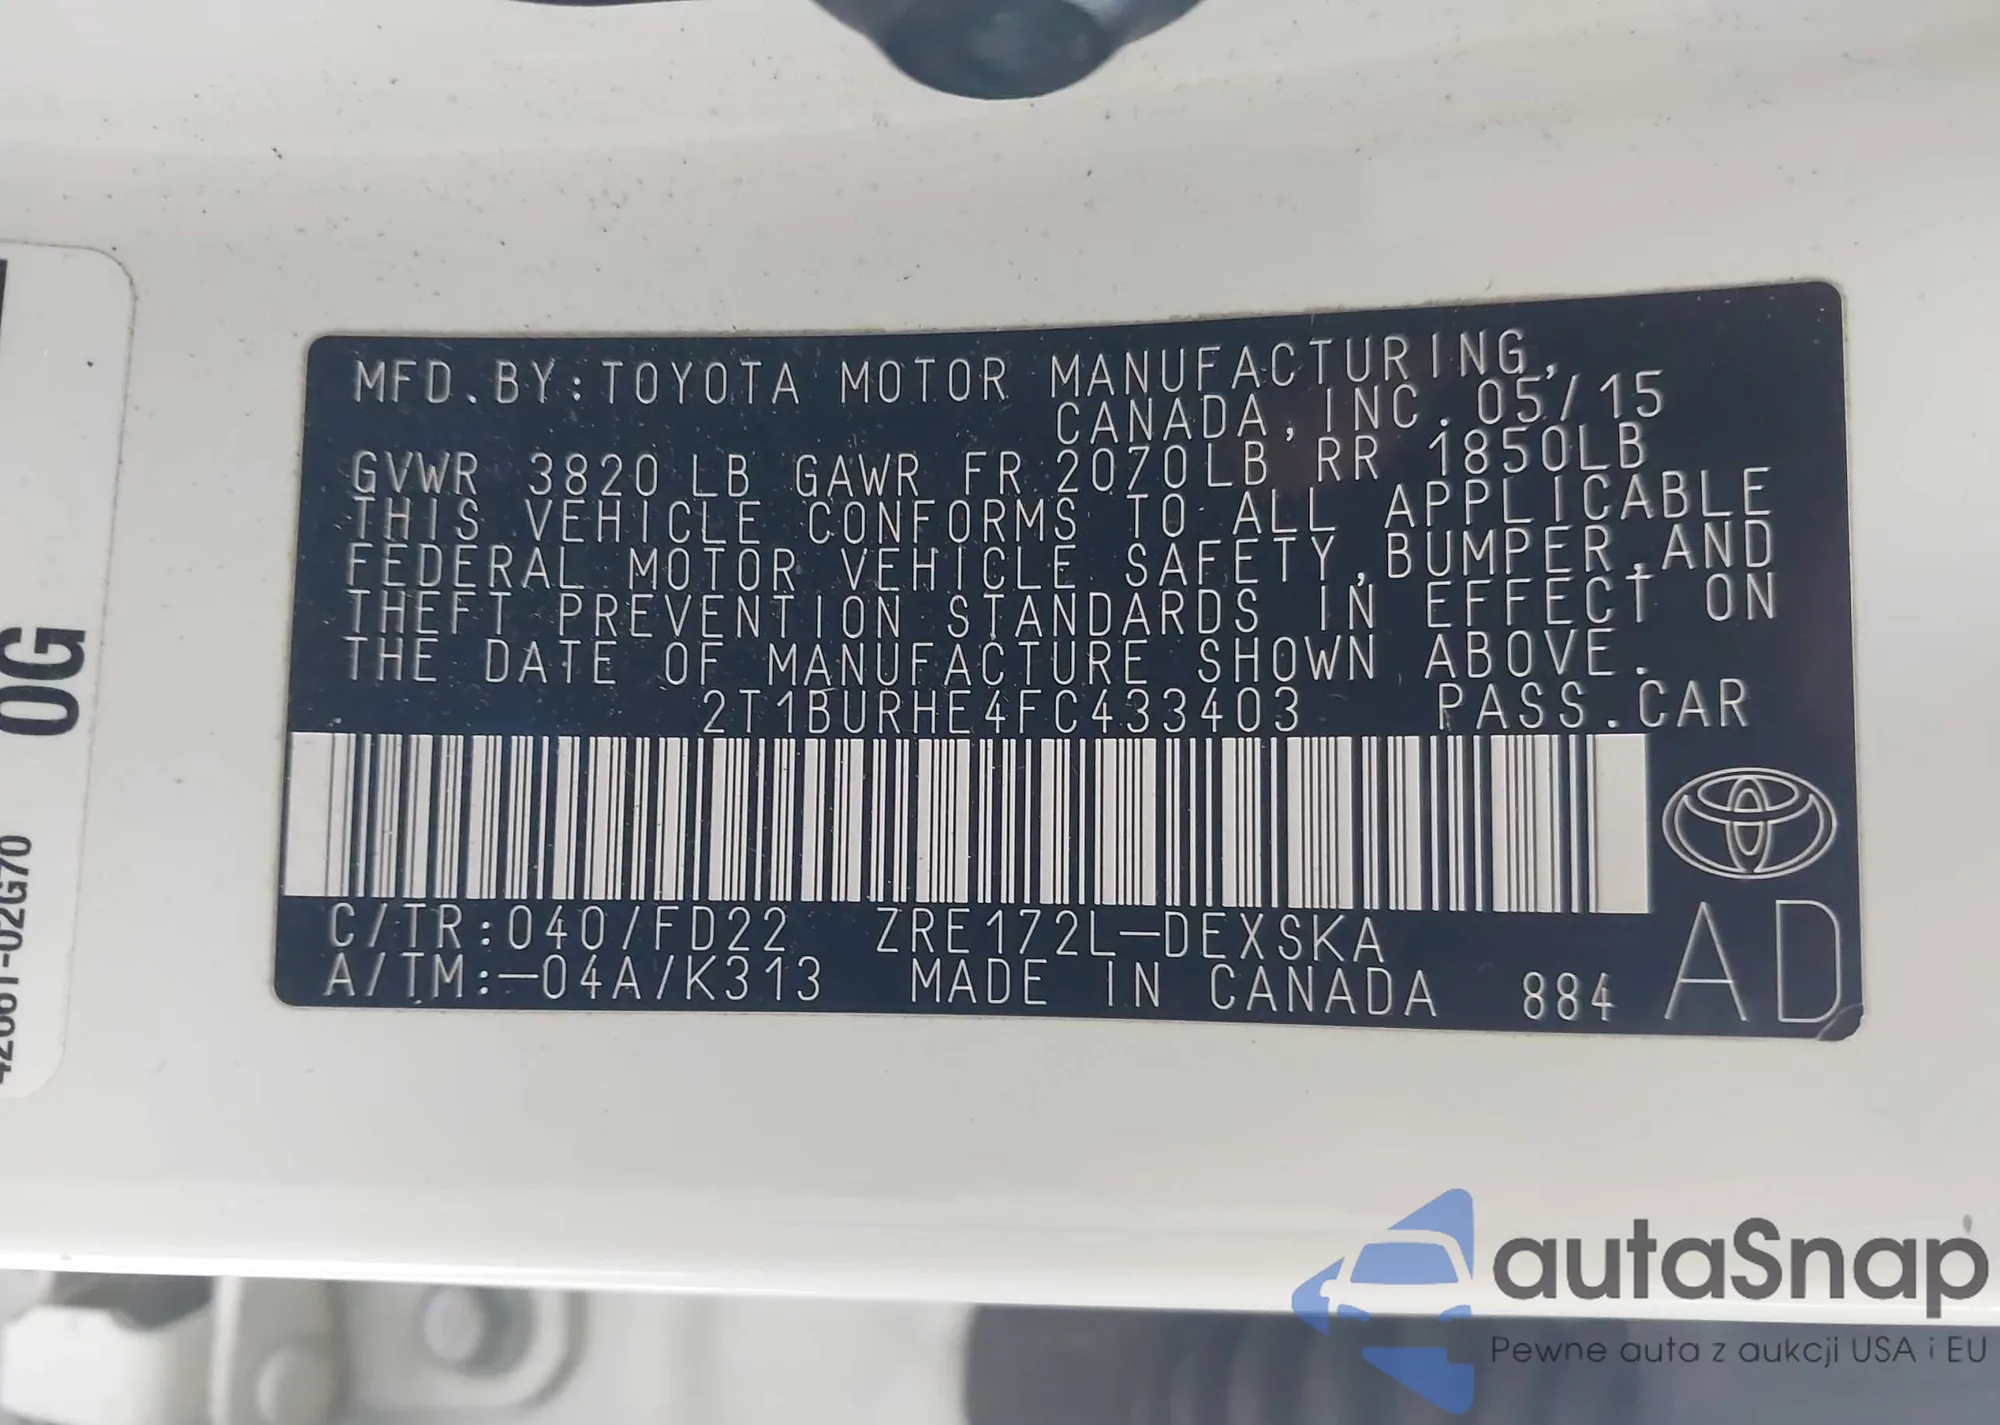 MFD.BY:TOYOTA MOTOR MANUFACTURING,
CANADA, INC. 05/15
GVWR 3820LB GAWR FR 2070LB RR 1850LB
THIS VEHICLE CONFORMS TO ALL APPLICABLE
FEDERAL MOTOR VEHICLE SAFETY, BUMPER, AND
THEFT PREVENTION STANDARDS IN EFFECT ON
THE DATE OF MANUFACTURE SHOWN ABOVE.
2T1BURHE4FC433403 PASS.CAR
C/TR:040/FD22 ZRE172L-DEXSKA
A/TM:-04A/K313 MADE IN CANADA 884
AD
0G
autaSnap
Pewne auta z aukcji USA i EU